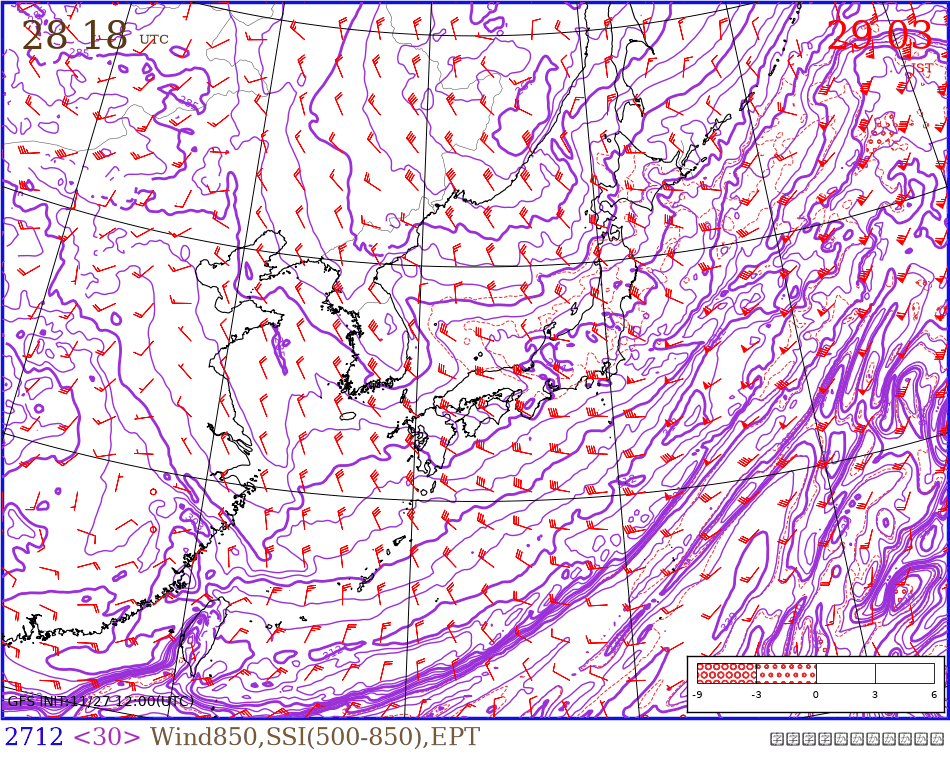 28 18 UTC
29 03
JST
GFS INIT:11/27 12:00(UTC)
-9 -3 0 3 6
2712 <30> Wind850,SSI(500-850),EPT